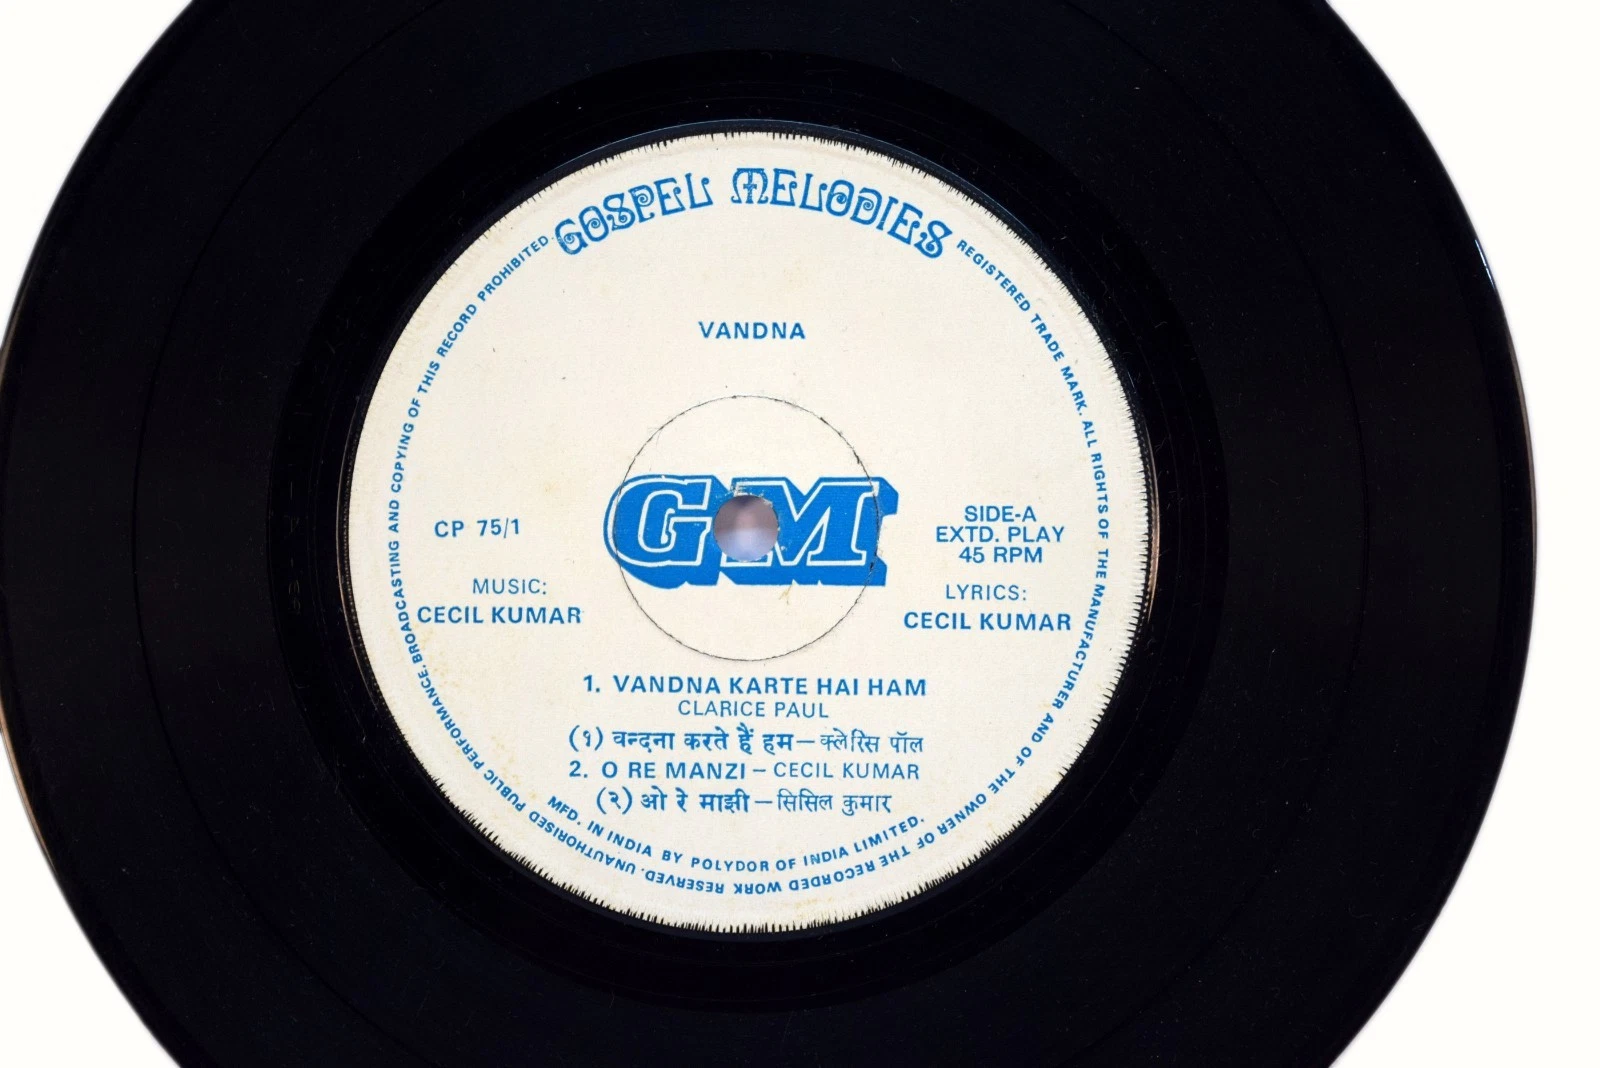 GOSPEL MELODIES
REGISTERED TRADE MARK. ALL RIGHTS OF THE MANUFACTURER AND OF THE OWNER OF THE RECORDED WORK RESERVED. UNAUTHORISED PUBLIC PERFORMANCE. BROADCASTING AND COPYING OF THIS RECORD PROHIBITED.
VANDNA
GM
CP 75/1
SIDE-A
EXTD. PLAY
45 RPM
MUSIC:
CECIL KUMAR
LYRICS:
CECIL KUMAR
1. VANDNA KARTE HAI HAM
CLARICE PAUL
(१) वन्दना करते हैं हम—क्लेरिस पॉल
2. O RE MANZI – CECIL KUMAR
(२) ओ रे माझी—सिसिल कुमार
MFD. IN INDIA BY POLYDOR OF INDIA LIMITED.